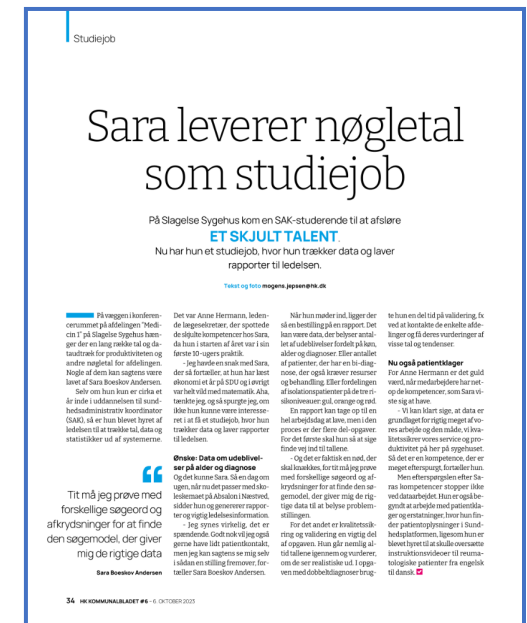 Studiejob
Sara leverer nøgletal
som studiejob
På Slagelse Sygehus kom en SAK-studerende til at afsløre
ET SKJULT TALENT.
Nu har hun et studiejob, hvor hun trækker data og laver
rapporter til ledelsen.
Tekst og foto mogens.jepsen@hk.dk
På væggen i konferen-
cerummet på afdelingen "Medi-
cin 1" på Slagelse Sygehus hæn-
ger der en lang række tal og da-
taudtræk for produktiviteten og
andre nøgletal for afdelingen.
Nogle af dem kan sagtens være
lavet af Sara Boeskov Andersen.
Selv om hun kun er cirka et
år inde i uddannelsen til sund-
hedsadministrativ koordinator
(SAK), så er hun blevet hyret af
ledelsen til at trække tal, data og
statistikker ud af systemerne.
Tit må jeg prøve med
forskellige søgeord og
afkrydsninger for at finde
den søgemodel, der giver
mig de rigtige data
Sara Boeskov Andersen
Det var Anne Hermann, leden-
de lægesekretær, der spottede
de skjulte kompetencer hos Sara,
da hun i starten af året var i sin
første 10-ugers praktik.
- Jeg havde en snak med Sara,
der så fortæller, at hun har læst
økonomi et år på SDU og i øvrigt
var helt vild med matematik. Aha,
tænkte jeg, og så spurgte jeg, om
ikke hun kunne være interesse-
ret i at få et studiejob, hvor hun
trækker data og laver rapporter
til ledelsen.
Ønske: Data om udeblivel-
ser på alder og diagnose
Og det kunne Sara. Så en dag om
ugen, når nu det passer med sko-
leskemaet på Absalon i Næstved,
sidder hun og genererer rappor-
ter og vigtig ledelsesinformation.
- Jeg synes virkelig, det er
spændende. Godt nok vil jeg også
gerne have lidt patientkontakt,
men jeg kan sagtens se mig selv
i sådan en stilling fremover, for-
tæller Sara Boeskov Andersen.
Når hun møder ind, ligger der
så en bestilling på en rapport. Det
kan være data, der belyser antal-
let af udeblivelser fordelt på køn,
alder og diagnoser. Eller antallet
af patienter, der har en bi-diag-
nose, der også kræver resurser
og behandling. Eller fordelingen
af isolationspatienter på de tre ri-
sikoniveauer: gul, orange og rød.
En rapport kan tage op til en
hel arbejdsdag at lave, men i den
proces er der flere del-opgaver.
For det første skal hun så at sige
finde vej ind til tallene.
- Og det er faktisk en nød, der
skal knækkes, for tit må jeg prøve
med forskellige søgeord og af-
krydsninger for at finde den sø-
gemodel, der giver mig de rig-
tige data til at belyse problem-
stillingen.
For det andet er kvalitetssik-
ring og validering en vigtig del
af opgaven. Hun går nemlig al-
tid tallene igennem og vurderer,
om de ser realistiske ud. I opga-
ven med dobbeltdiagnoser brug-
te hun en del tid på validering, fx
ved at kontakte de enkelte afde-
linger og få deres vurderinger af
visse tal og tendenser.
Nu også patientklager
For Anne Hermann er det guld
værd, når medarbejdere har net-
op de kompetencer, som Sara vi-
ste sig at have.
- Vi kan klart sige, at data er
grundlaget for rigtig meget af vo-
res arbejde og den måde, vi kva-
litetssikrer vores service og pro-
duktivitet på her på sygehuset.
Så det er en kompetence, der er
meget efterspurgt, fortæller hun.
Men efterspørgslen efter Sa-
ras kompetencer stopper ikke
ved dataarbejdet. Hun er også be-
gyndt at arbejde med patientkla-
ger og erstatninger, hvor hun fin-
der patientoplysninger i Sund-
hedsplatformen, ligesom hun er
blevet hyret til at skulle oversætte
instruktionsvideoer til reuma-
tologiske patienter fra engelsk
til dansk.
34 HK KOMMUNALBLADET #6 – 6. OKTOBER 2023